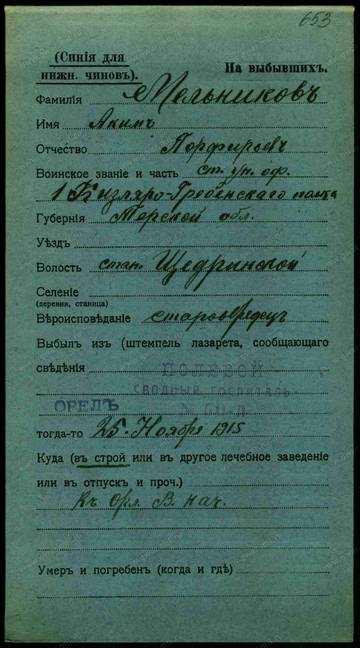 653
(Синія для
нижн. чиновъ).
На выбывшихъ.
Фамилія Мельниковъ
Имя Акимъ
Отчество Порфирьевъ
Воинское званіе и часть ст. ун. оф.
1 Кизляро-Гребенскаго полка
Губернія Терской обл.
Уѣздъ
Волость стан. Щедринской
Селеніе
(деревня, станица)
Вѣроисповѣданіе старообрядецъ
Выбылъ изъ (штемпель лазарета, сообщающаго
свѣдѣнія ПОЛЕВОЙ
СВОДНЫЙ ГОСПИТАЛЬ
ОРЕЛЪ
тогда-то 25. Ноября 1915
Куда (въ строй или въ другое лечебное заведеніе
или въ отпускъ и проч.)
Къ Орл. В. нач.
Умеръ и погребенъ (когда и гдѣ)